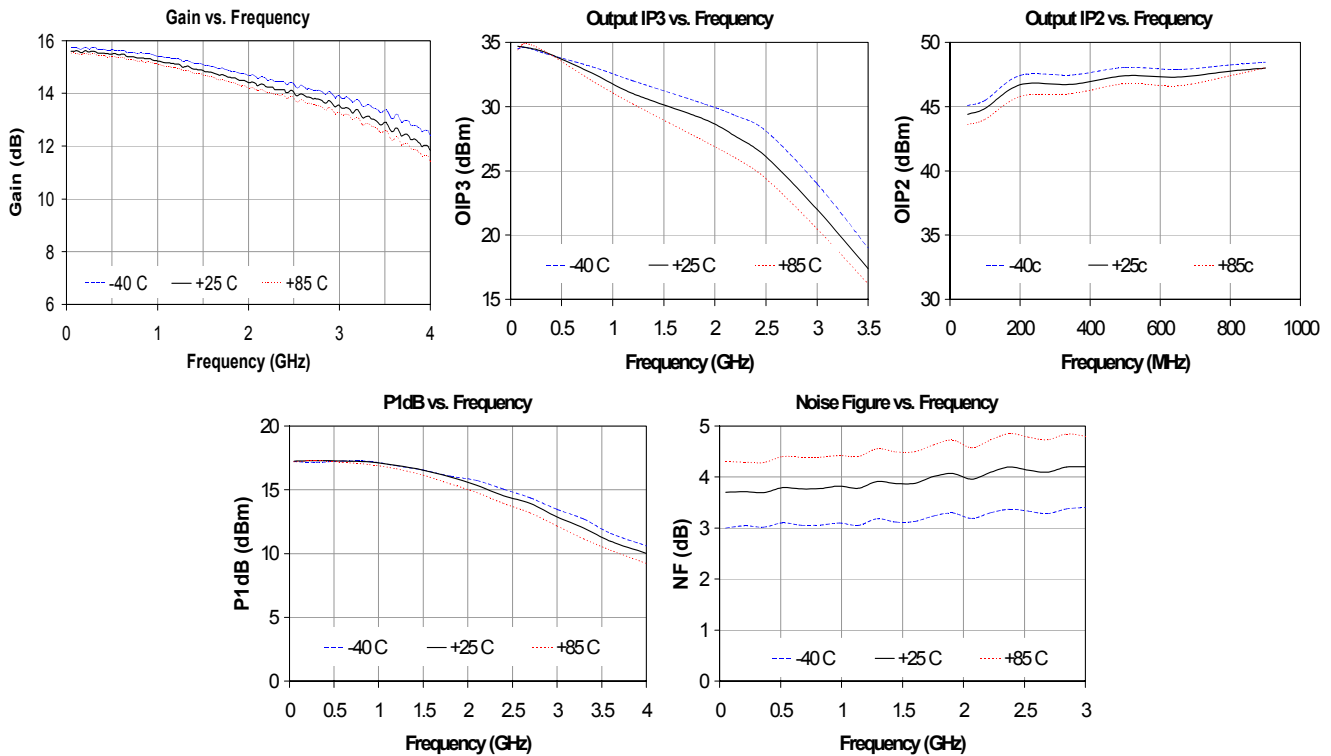 Gain vs. Frequency
16
14
12
10
8
6
Gain (dB)
-40 C
+25 C
+85 C
0 1 2 3 4
Frequency (GHz)
Output IP3 vs. Frequency
35
30
25
20
15
OIP3 (dBm)
-40 C
+25 C
+85 C
0 0.5 1 1.5 2 2.5 3 3.5
Frequency (GHz)
Output IP2 vs. Frequency
50
45
40
35
30
OIP2 (dBm)
-40c
+25c
+85c
0 200 400 600 800 1000
Frequency (MHz)
P1dB vs. Frequency
20
15
10
5
0
P1dB (dBm)
-40 C
+25 C
+85 C
0 0.5 1 1.5 2 2.5 3 3.5 4
Frequency (GHz)
Noise Figure vs. Frequency
5
4
3
2
1
0
NF (dB)
-40 C
+25 C
+85 C
0 0.5 1 1.5 2 2.5 3
Frequency (GHz)